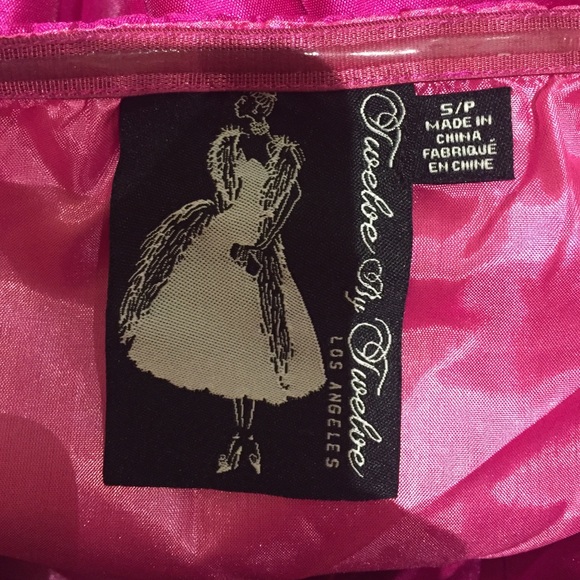 Twelve By Twelve
LOS ANGELES
S/P
MADE IN
CHINA
FABRIQUÉ
EN CHINE